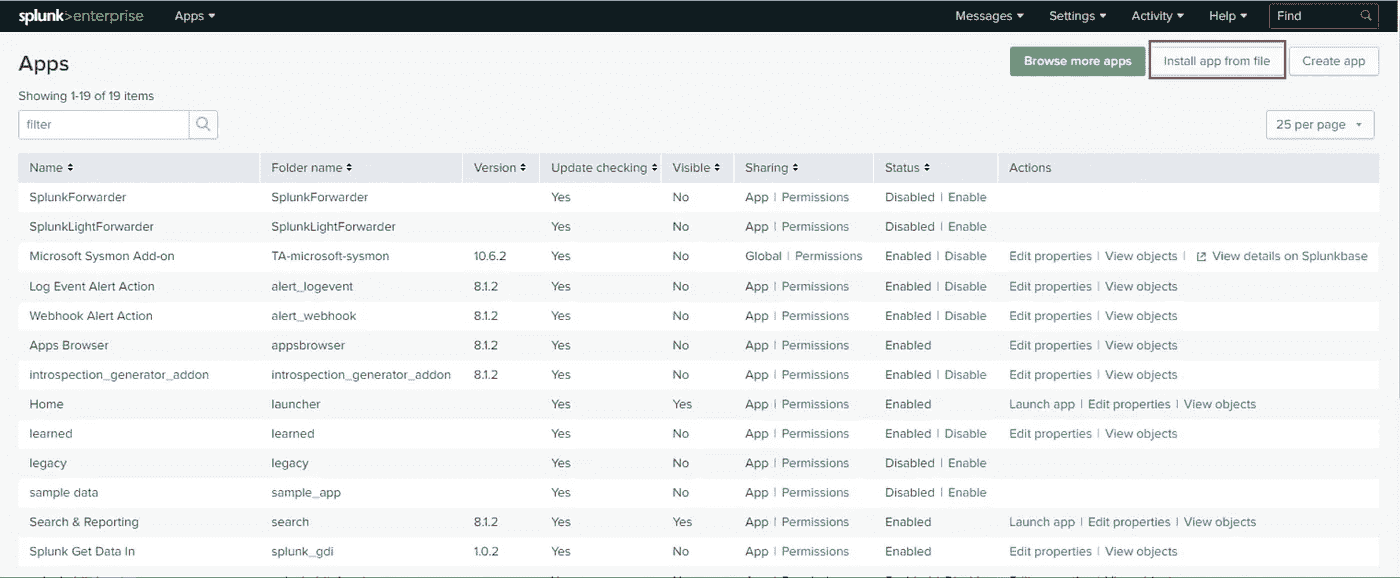 splunk>enterprise Apps Messages Settings Activity Help Find
Apps Browse more apps Install app from file Create app
Showing 1-19 of 19 items
filter 25 per page
Name Folder name Version Update checking Visible Sharing Status Actions
SplunkForwarder SplunkForwarder Yes No App | Permissions Disabled | Enable
SplunkLightForwarder SplunkLightForwarder Yes No App | Permissions Disabled | Enable
Microsoft Sysmon Add-on TA-microsoft-sysmon 10.6.2 Yes No Global | Permissions Enabled | Disable Edit properties | View objects | View details on Splunkbase
Log Event Alert Action alert_logevent 8.1.2 Yes No App | Permissions Enabled | Disable Edit properties | View objects
Webhook Alert Action alert_webhook 8.1.2 Yes No App | Permissions Enabled | Disable Edit properties | View objects
Apps Browser appsbrowser 8.1.2 Yes No App | Permissions Enabled Edit properties | View objects
introspection_generator_addon introspection_generator_addon 8.1.2 Yes No App | Permissions Enabled | Disable Edit properties | View objects
Home launcher Yes Yes App | Permissions Enabled Launch app | Edit properties | View objects
learned learned Yes No App | Permissions Enabled | Disable Edit properties | View objects
legacy legacy Yes No App | Permissions Disabled | Enable
sample data sample_app Yes No App | Permissions Disabled | Enable
Search & Reporting search 8.1.2 Yes Yes App | Permissions Enabled Launch app | Edit properties | View objects
Splunk Get Data In splunk_gdi 1.0.2 Yes No App | Permissions Enabled Edit properties | View objects